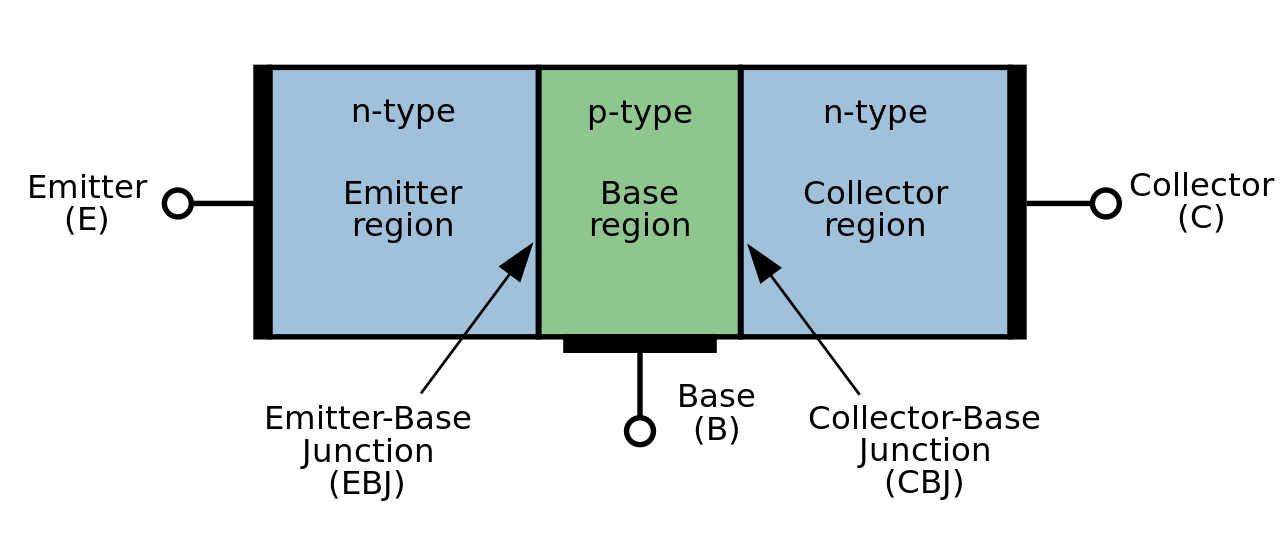 n-type
p-type
n-type
Emitter
(E)
Emitter
region
Base
region
Collector
region
Collector
(C)
Emitter-Base
Junction
(EBJ)
Base
(B)
Collector-Base
Junction
(CBJ)